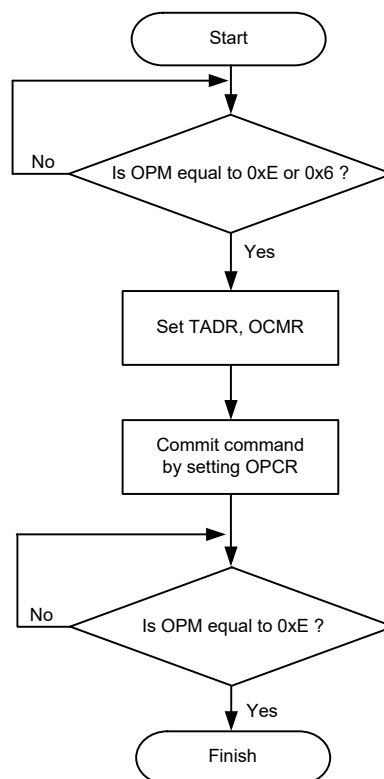 Start
No
Is OPM equal to 0xE or 0x6 ?
Yes
Set TADR, OCMR
Commit command
by setting OPCR
No
Is OPM equal to 0xE ?
Yes
Finish